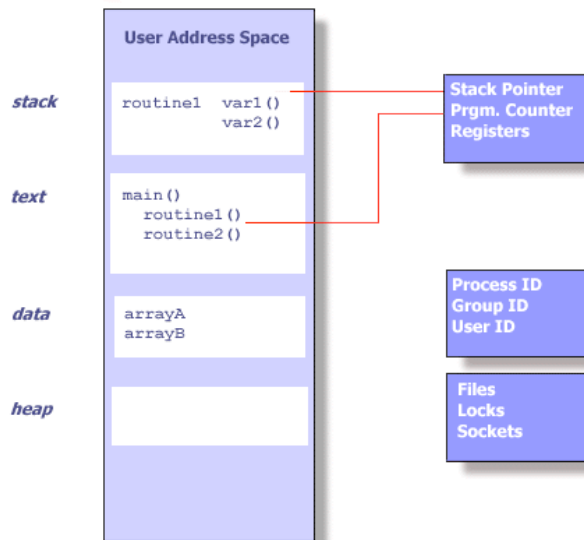 User Address Space
stack
routine1 var1()
var2()
Stack Pointer
Prgm. Counter
Registers
text
main()
routine1()
routine2()
data
arrayA
arrayB
Process ID
Group ID
User ID
heap
Files
Locks
Sockets